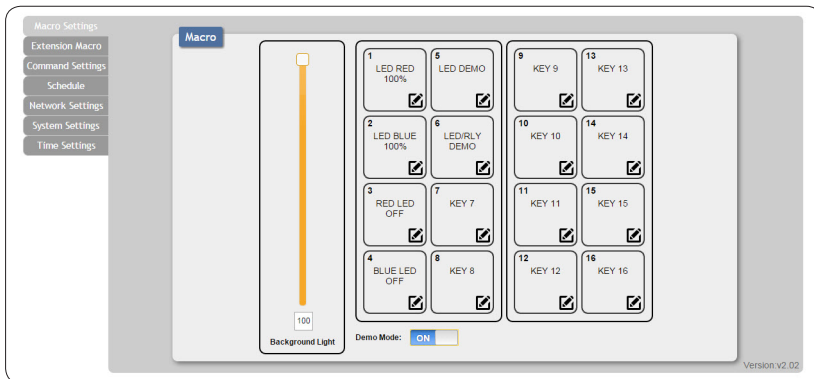 Macro Settings
Extension Macro
Command Settings
Schedule
Network Settings
System Settings
Time Settings
Macro
100
Background Light
1
LED RED
100%
5
LED DEMO
2
LED BLUE
100%
6
LED/RLY
DEMO
3
RED LED
OFF
7
KEY 7
4
BLUE LED
OFF
8
KEY 8
9
KEY 9
13
KEY 13
10
KEY 10
14
KEY 14
11
KEY 11
15
KEY 15
12
KEY 12
16
KEY 16
Demo Mode: ON
Version:v2.02